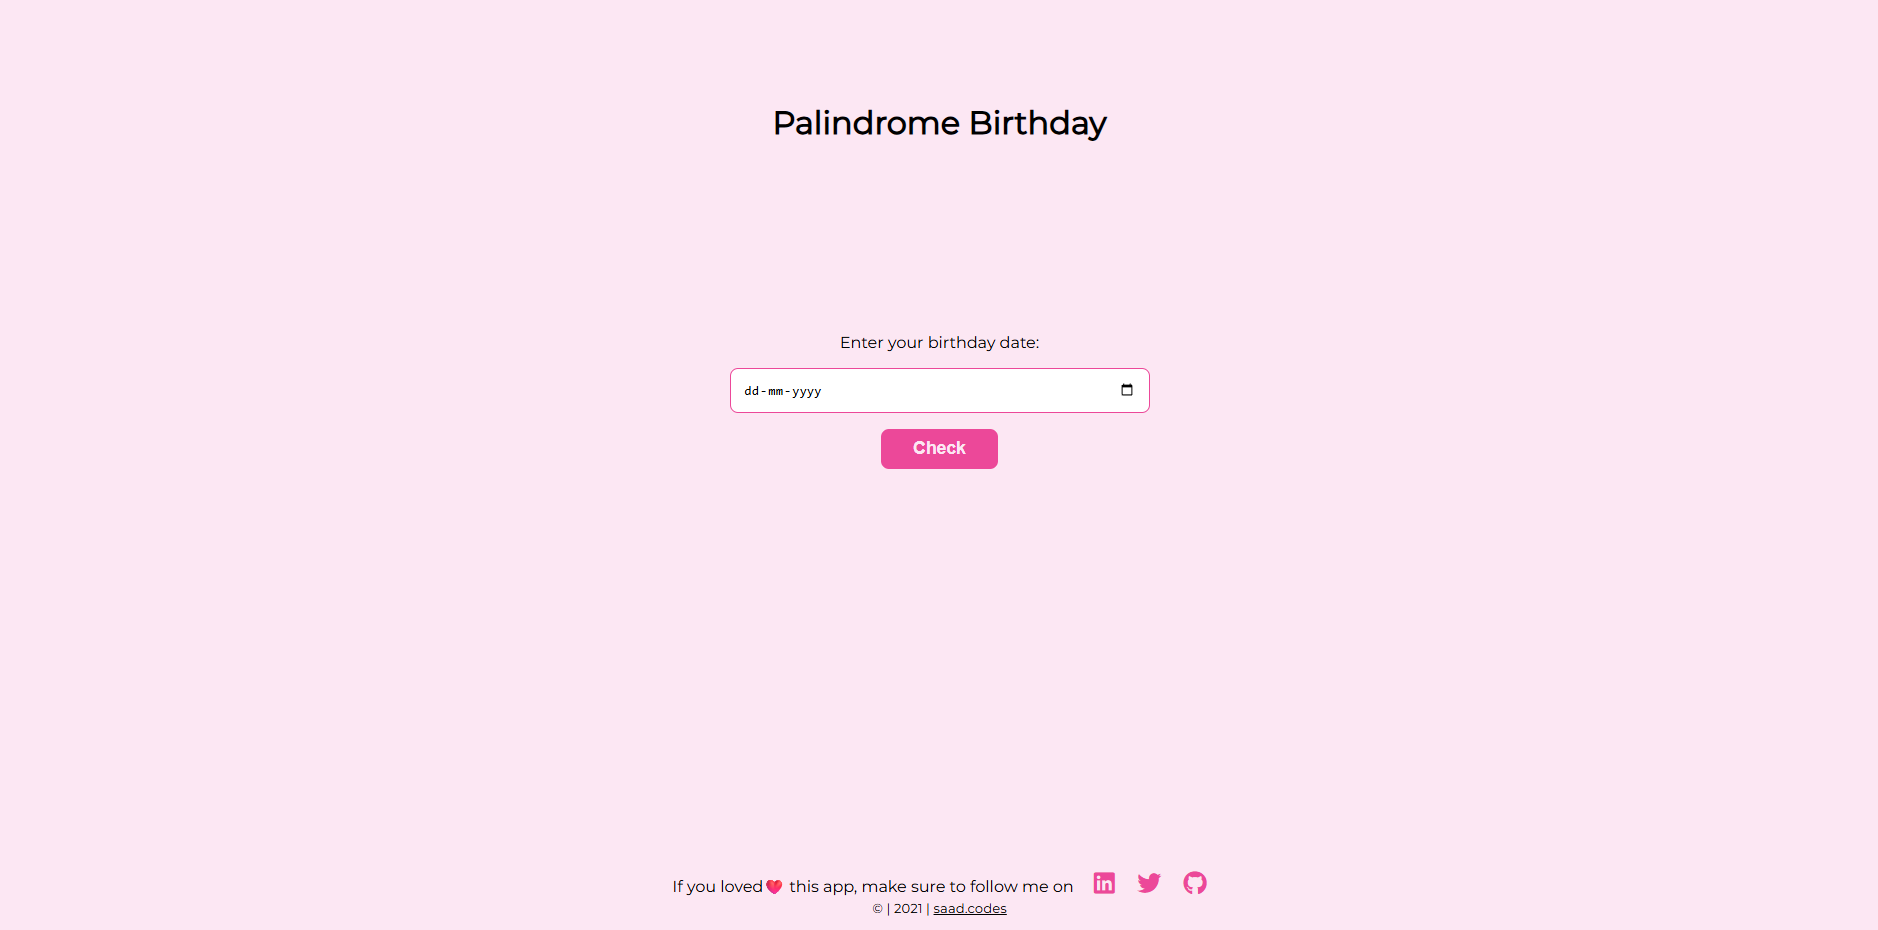 Palindrome Birthday
Enter your birthday date:
dd-mm-yyyy
Check
If you loved❤️ this app, make sure to follow me on
© | 2021 | saad.codes